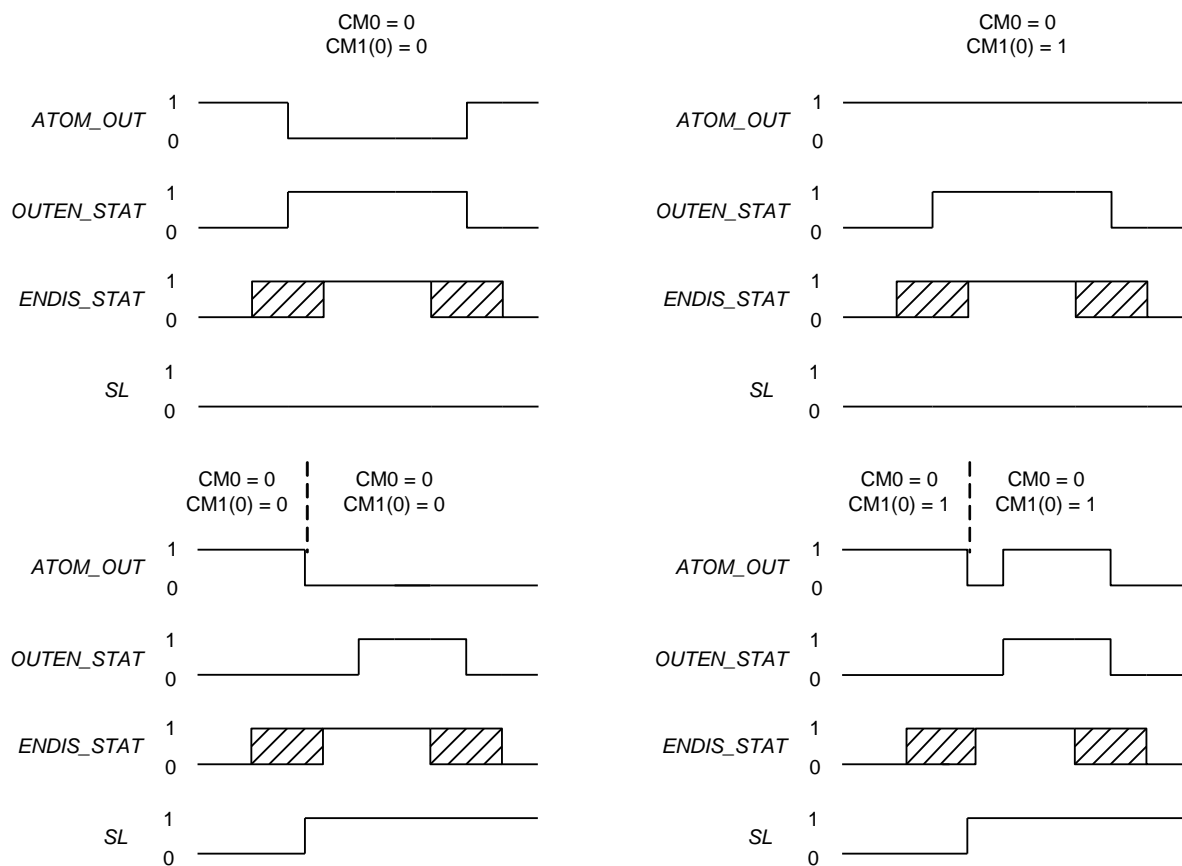 CM0 = 0
CM1(0) = 0
ATOM_OUT
1
0
OUTEN_STAT
1
0
ENDIS_STAT
1
0
SL
1
0
CM0 = 0
CM1(0) = 1
ATOM_OUT
1
0
OUTEN_STAT
1
0
ENDIS_STAT
1
0
SL
1
0
CM0 = 0
CM1(0) = 0
CM0 = 0
CM1(0) = 0
ATOM_OUT
1
0
OUTEN_STAT
1
0
ENDIS_STAT
1
0
SL
1
0
CM0 = 0
CM1(0) = 1
CM0 = 0
CM1(0) = 1
ATOM_OUT
1
0
OUTEN_STAT
1
0
ENDIS_STAT
1
0
SL
1
0